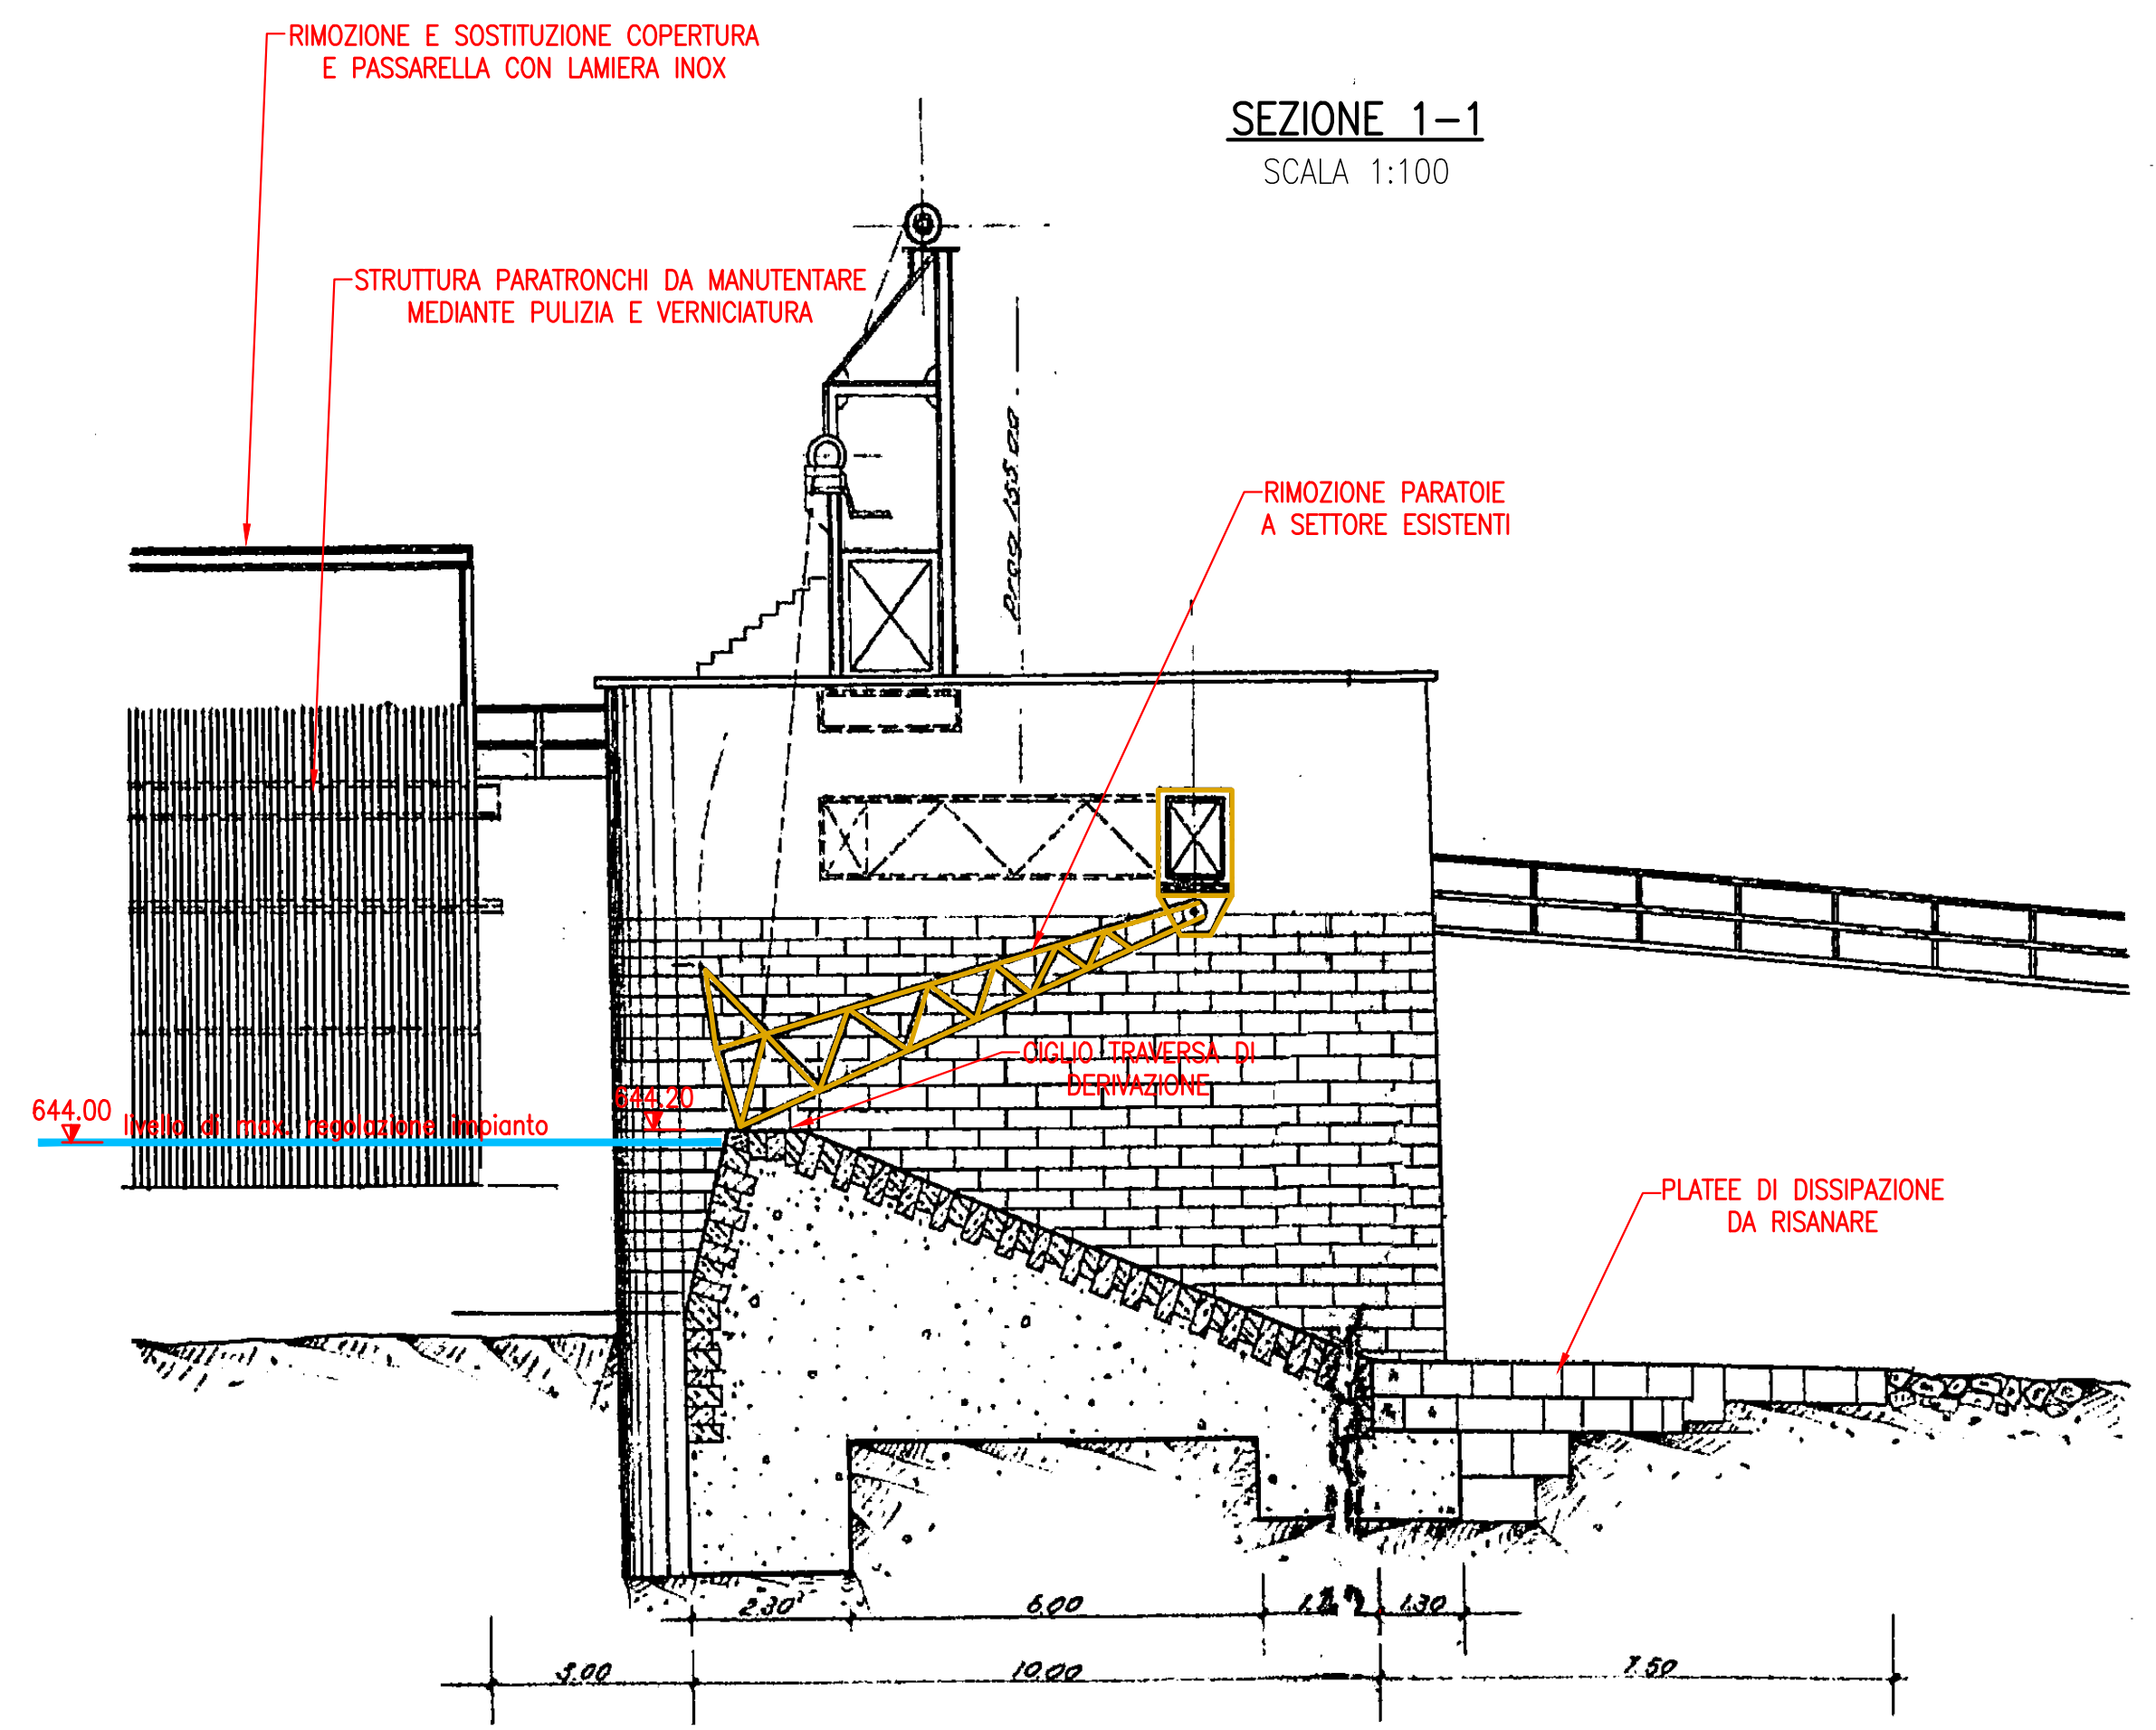 RIMOZIONE E SOSTITUZIONE COPERTURA
E PASSARELLA CON LAMIERA INOX
SEZIONE 1-1
SCALA 1:100
STRUTTURA PARATRONCHI DA MANUTENTARE
MEDIANTE PULIZIA E VERNICIATURA
155.00
RIMOZIONE PARATOIE
A SETTORE ESISTENTI
CIGLIO TRAVERSA DI
DERIVAZIONE
644.20
644.00 livello di max. regolazione impianto
PLATEE DI DISSIPAZIONE
DA RISANARE
2.30 6.00 1.30
3.00 10.00 7.50